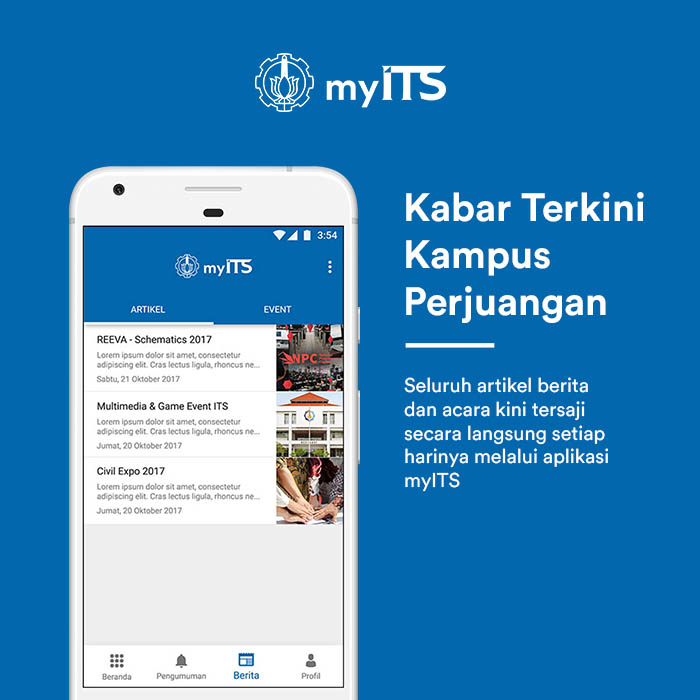 myITS
Kabar Terkini
Kampus
Perjuangan
Seluruh artikel berita
dan acara kini tersaji
secara langsung setiap
harinya melalui aplikasi
myITS
3:54
myITS
ARTIKEL EVENT
REEVA - Schematics 2017
Lorem ipsum dolor sit amet, consectetur
adipiscing elit. Cras lectus ligula, rhoncus ne...
Sabtu, 21 Oktober 2017
NPC
Multimedia & Game Event ITS
Lorem ipsum dolor sit amet, consectetur
adipiscing elit. Cras lectus ligula, rhoncus ne...
Jumat, 20 Oktober 2017
Civil Expo 2017
Lorem ipsum dolor sit amet, consectetur
adipiscing elit. Cras lectus ligula, rhoncus ne...
Jumat, 20 Oktober 2017
Beranda Pengumuman Berita Profil